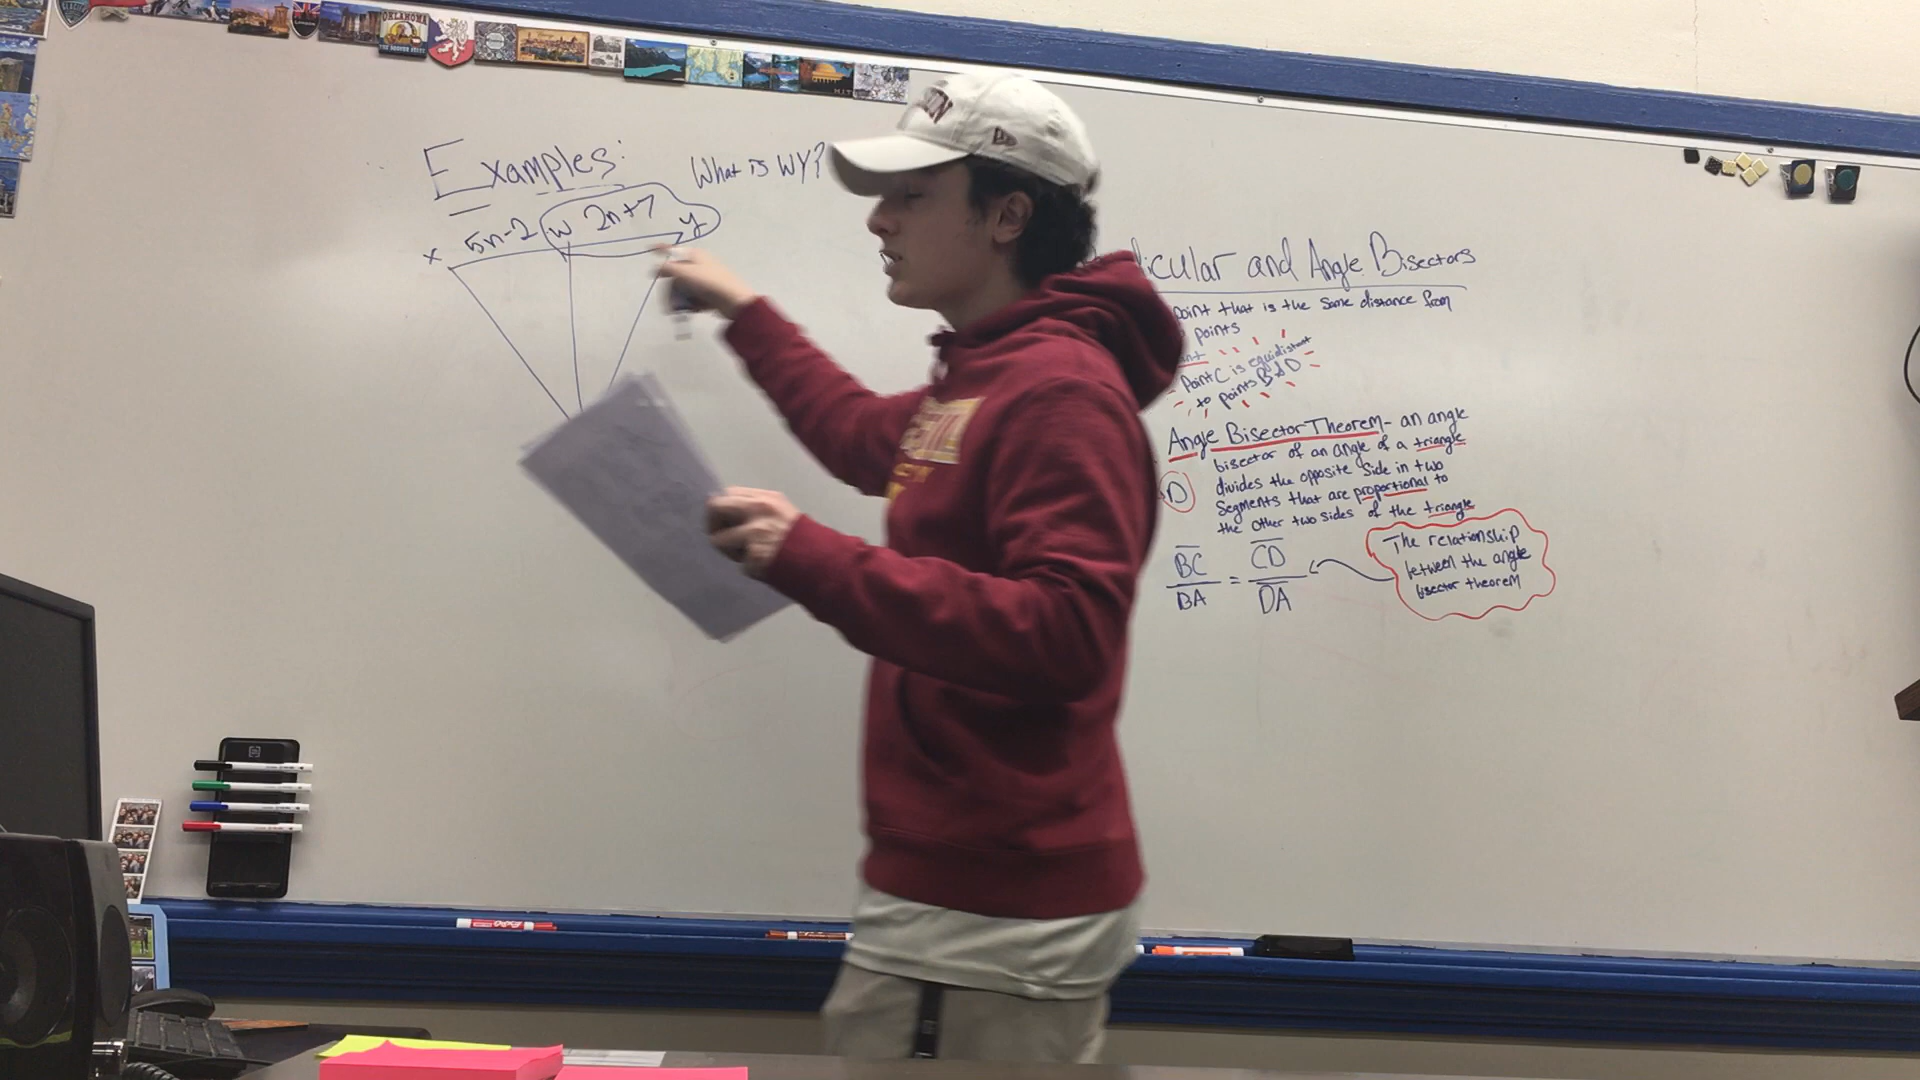 OKLAHOMA
M.I.T.
Examples:
What is WY?
x 5n-2 w 2n+7 y
icular and Angle Bisectors
point that is the same distance from
points
Point C is equidistant
to points B & D
Angle Bisector Theorem - an angle
bisector of an angle of a triangle
divides the opposite side in two
segments that are proportional to
the other two sides of the triangle
D
BC / BA = CD / DA
The relationship
between the angle
bisector theorem